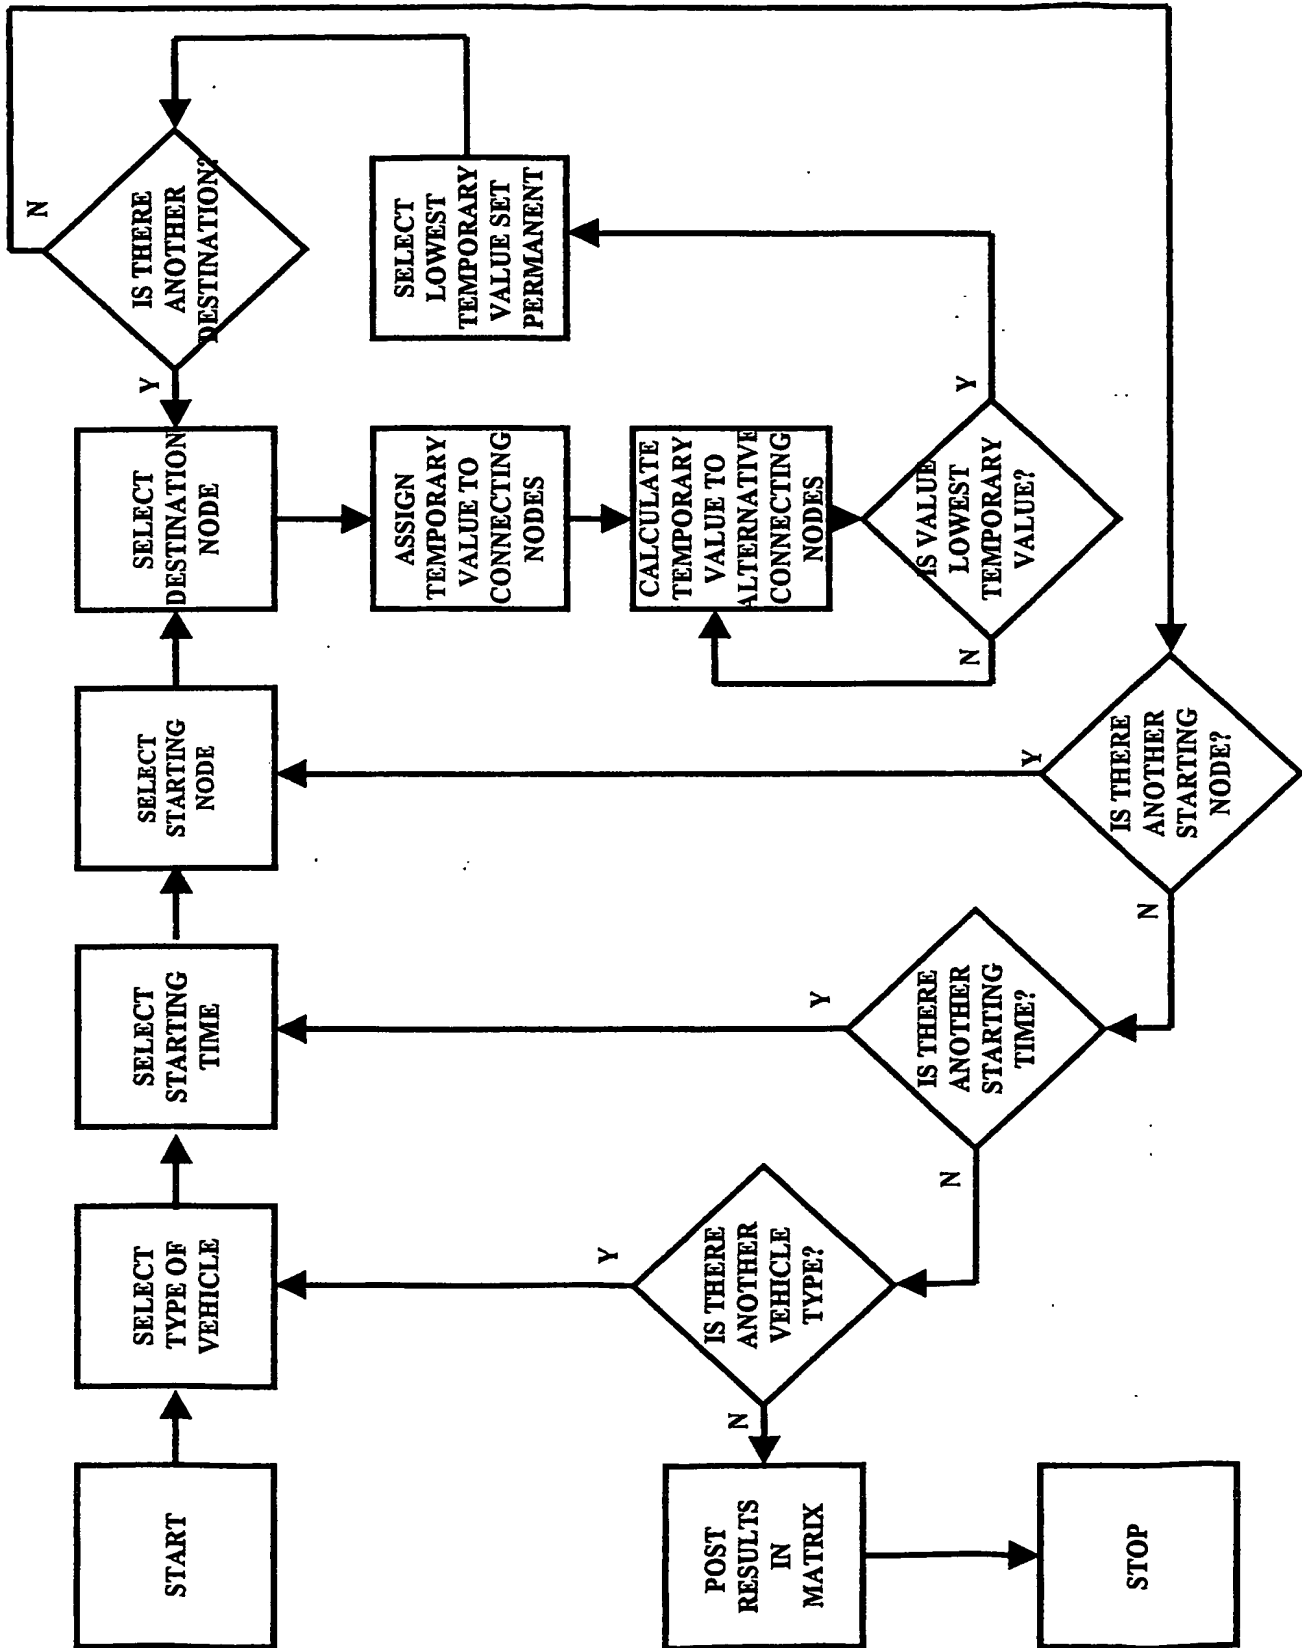 START
SELECT
TYPE OF
VEHICLE
SELECT
STARTING
TIME
SELECT
STARTING
NODE
SELECT
DESTINATION
NODE
Y
IS THERE
ANOTHER
DESTINATION?
N
ASSIGN
TEMPORARY
VALUE TO
CONNECTING
NODES
SELECT
LOWEST
TEMPORARY
VALUE SET
PERMANENT
CALCULATE
TEMPORARY
VALUE TO
ALTERNATIVE
CONNECTING
NODES
IS VALUE
LOWEST
TEMPORARY
VALUE?
Y
N
IS THERE
ANOTHER
STARTING
NODE?
Y
N
IS THERE
ANOTHER
STARTING
TIME?
Y
N
IS THERE
ANOTHER
VEHICLE
TYPE?
Y
N
POST
RESULTS
IN
MATRIX
STOP